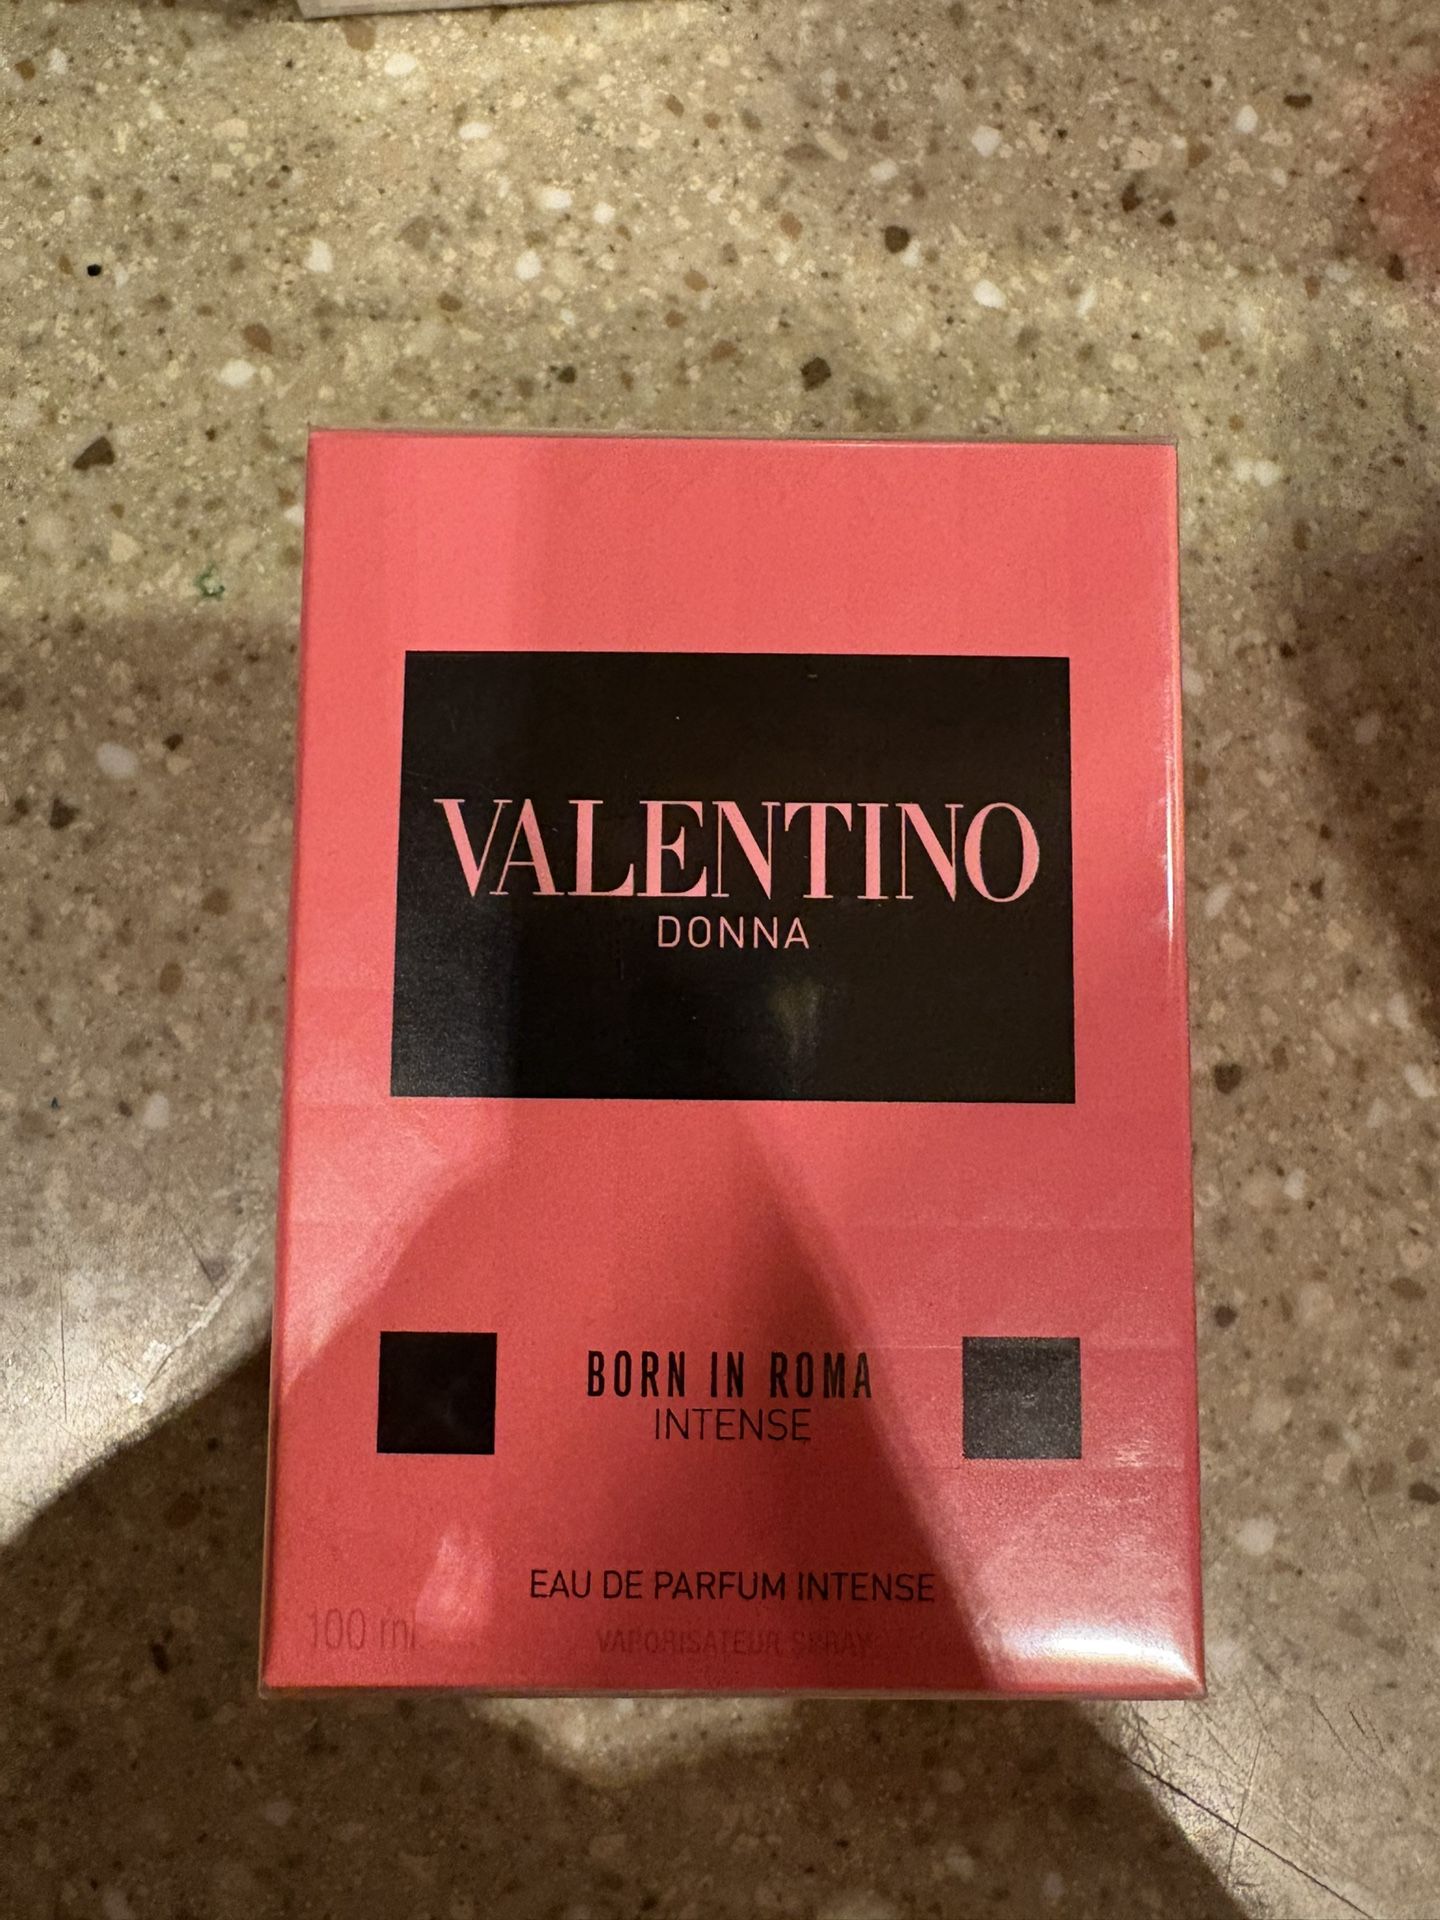 VALENTINO
DONNA
BORN IN ROMA
INTENSE
EAU DE PARFUM INTENSE
100 ml
VAPORISATEUR SPRAY